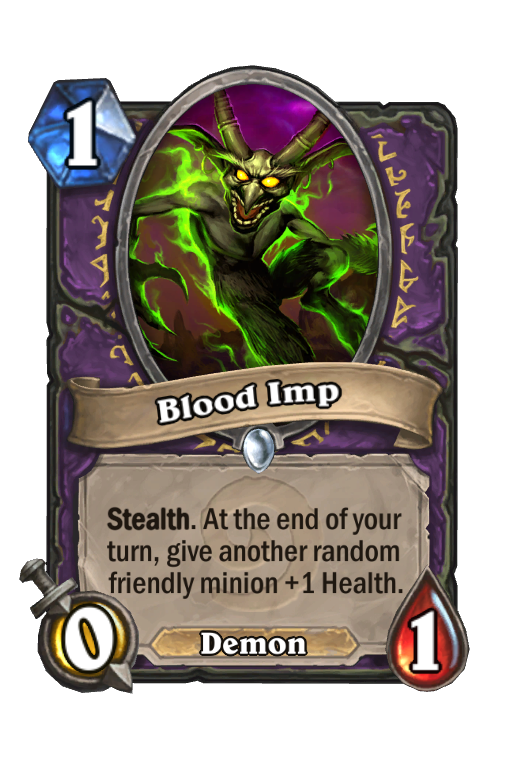 1
Blood Imp
Stealth. At the end of your
turn, give another random
friendly minion +1 Health.
0
Demon
1